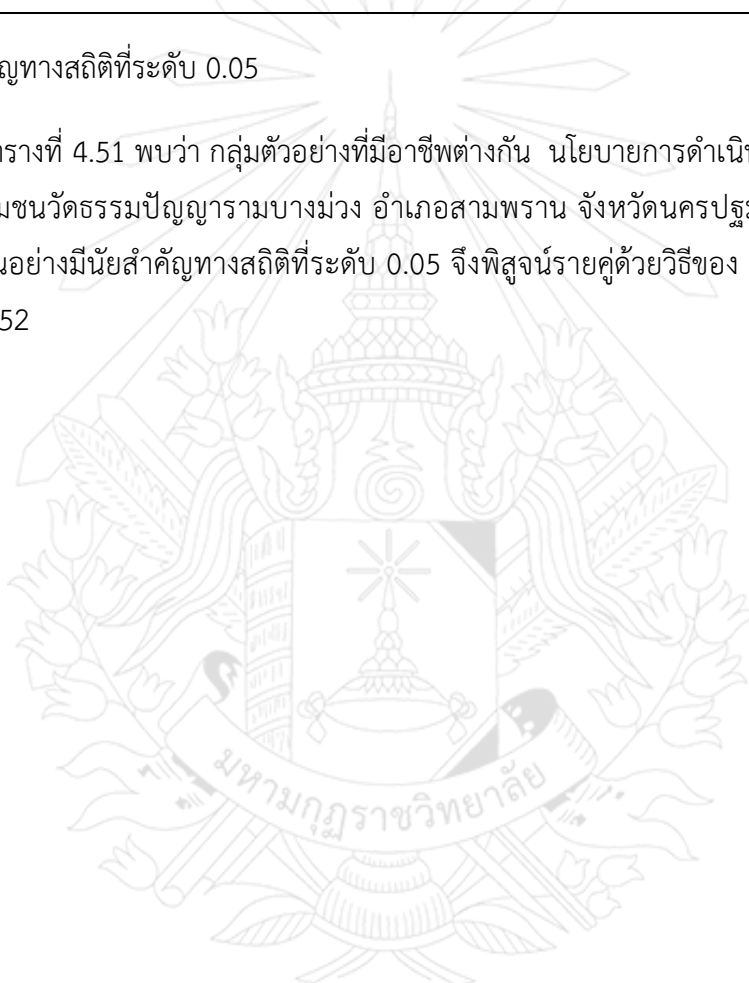 ญทางสถิติที่ระดับ 0.05
ารางที่ 4.51 พบว่า กลุ่มตัวอย่างที่มีอาชีพต่างกัน นโยบายการดำเนิ
มชนวัดธรรมปัญญารามบางม่วง อำเภอสามพราน จังหวัดนครปฐ
นอย่างมีนัยสำคัญทางสถิติที่ระดับ 0.05 จึงพิสูจน์รายคู่ด้วยวิธีของ
52
มหามกุฏราชวิทยาลัย